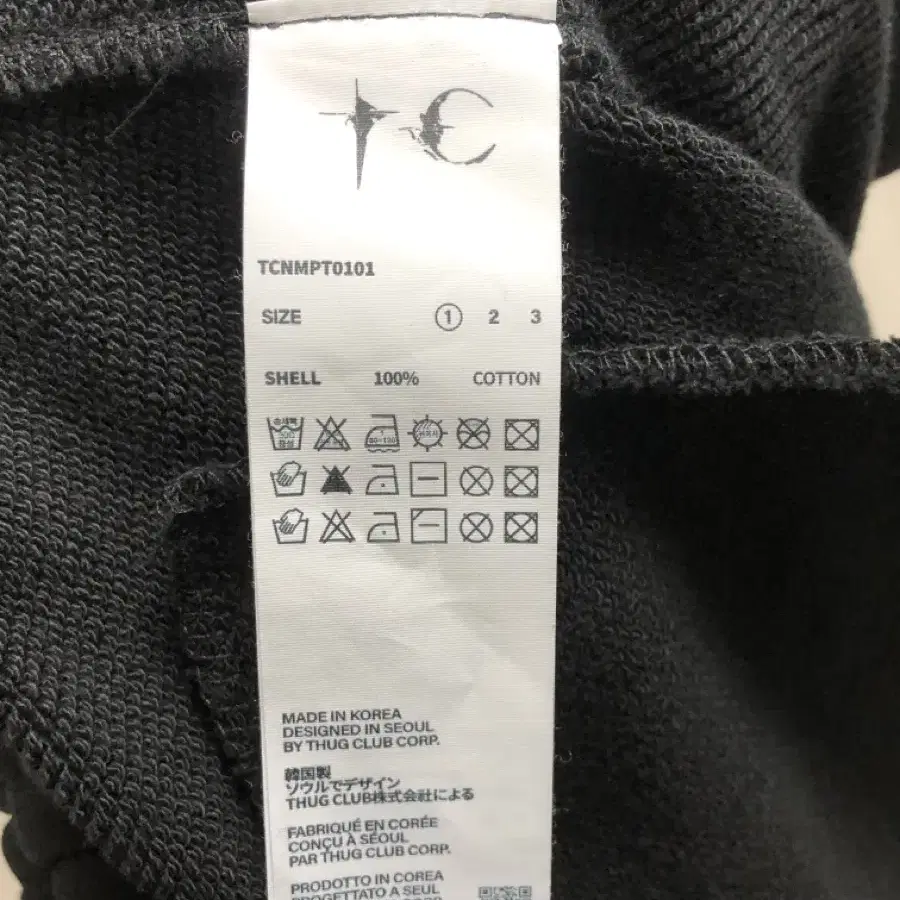 TC
TCNMPT0101
SIZE 1 2 3
SHELL 100% COTTON
MADE IN KOREA
DESIGNED IN SEOUL
BY THUG CLUB CORP.
韓国製
ソウルでデザイン
THUG CLUB株式会社による
FABRIQUÉ EN CORÉE
CONÇU À SÉOUL
PAR THUG CLUB CORP.
PRODOTTO IN COREA
PROGETTATO A SEUL